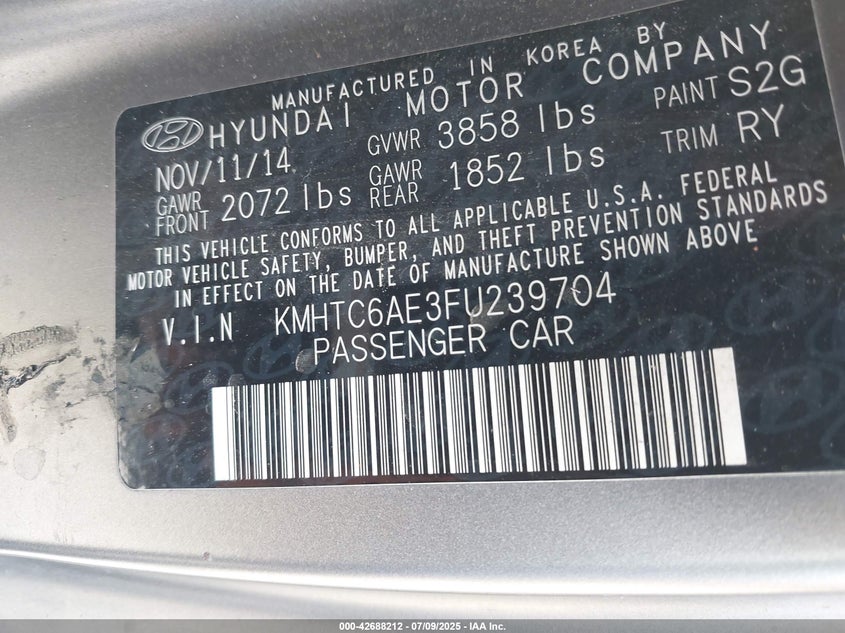 MANUFACTURED IN KOREA BY
HYUNDAI MOTOR COMPANY
NOV/11/14 GVWR 3858 lbs PAINT S2G
GAWR FRONT 2072 lbs GAWR REAR 1852 lbs TRIM RY
THIS VEHICLE CONFORMS TO ALL APPLICABLE U.S.A. FEDERAL
MOTOR VEHICLE SAFETY, BUMPER, AND THEFT PREVENTION STANDARDS
IN EFFECT ON THE DATE OF MANUFACTURE SHOWN ABOVE
V.I.N KMHTC6AE3FU239704
PASSENGER CAR
000-42688212 - 07/09/2025 - IAA Inc.